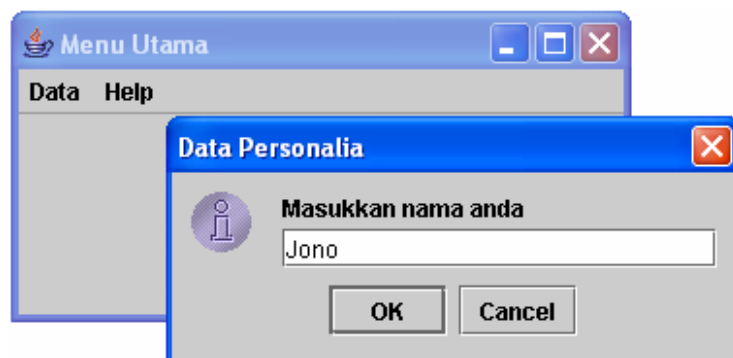 Menu Utama
Data Help
Data Personalia
Masukkan nama anda
Jono
OK Cancel